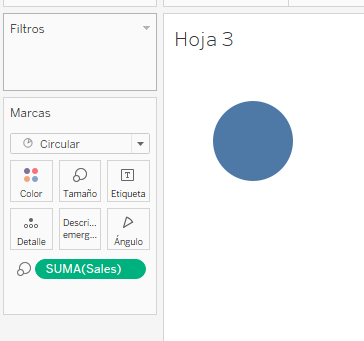 Filtros
Hoja 3
Marcas
Circular
Color
Tamaño
Etiqueta
Detalle
Descri...
emerg...
Ángulo
SUMA(Sales)